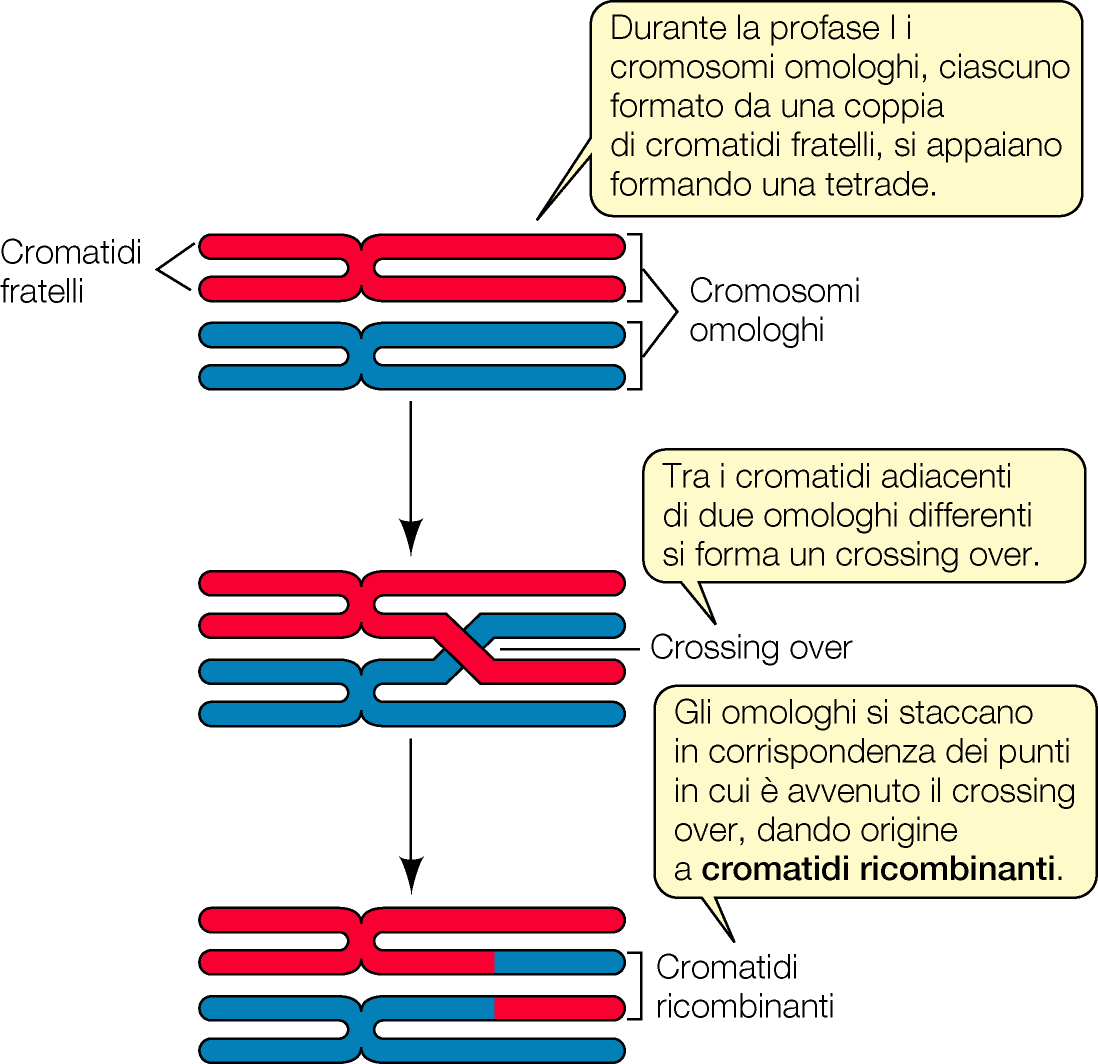 Durante la profase I i
cromosomi omologhi, ciascuno
formato da una coppia
di cromatidi fratelli, si appaiano
formando una tetrade.
Cromatidi
fratelli
Cromosomi
omologhi
Tra i cromatidi adiacenti
di due omologhi differenti
si forma un crossing over.
Crossing over
Gli omologhi si staccano
in corrispondenza dei punti
in cui è avvenuto il crossing
over, dando origine
a cromatidi ricombinanti.
Cromatidi
ricombinanti